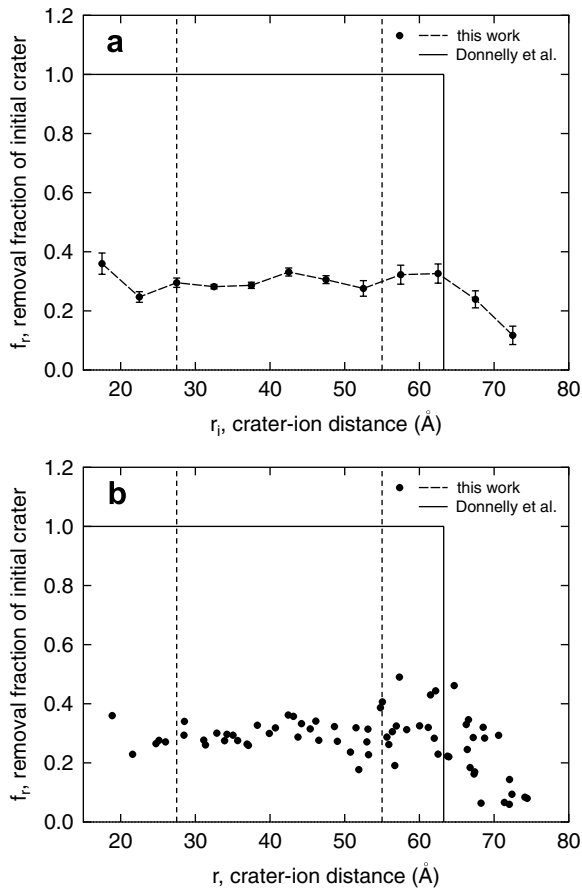 a
this work
Donnelly et al.
1.2
1.0
0.8
0.6
0.4
0.2
0.0
f_r, removal fraction of initial crater
20 30 40 50 60 70 80
r_i, crater-ion distance (Å)
b
this work
Donnelly et al.
1.2
1.0
0.8
0.6
0.4
0.2
0.0
f_r, removal fraction of initial crater
20 30 40 50 60 70 80
r, crater-ion distance (Å)